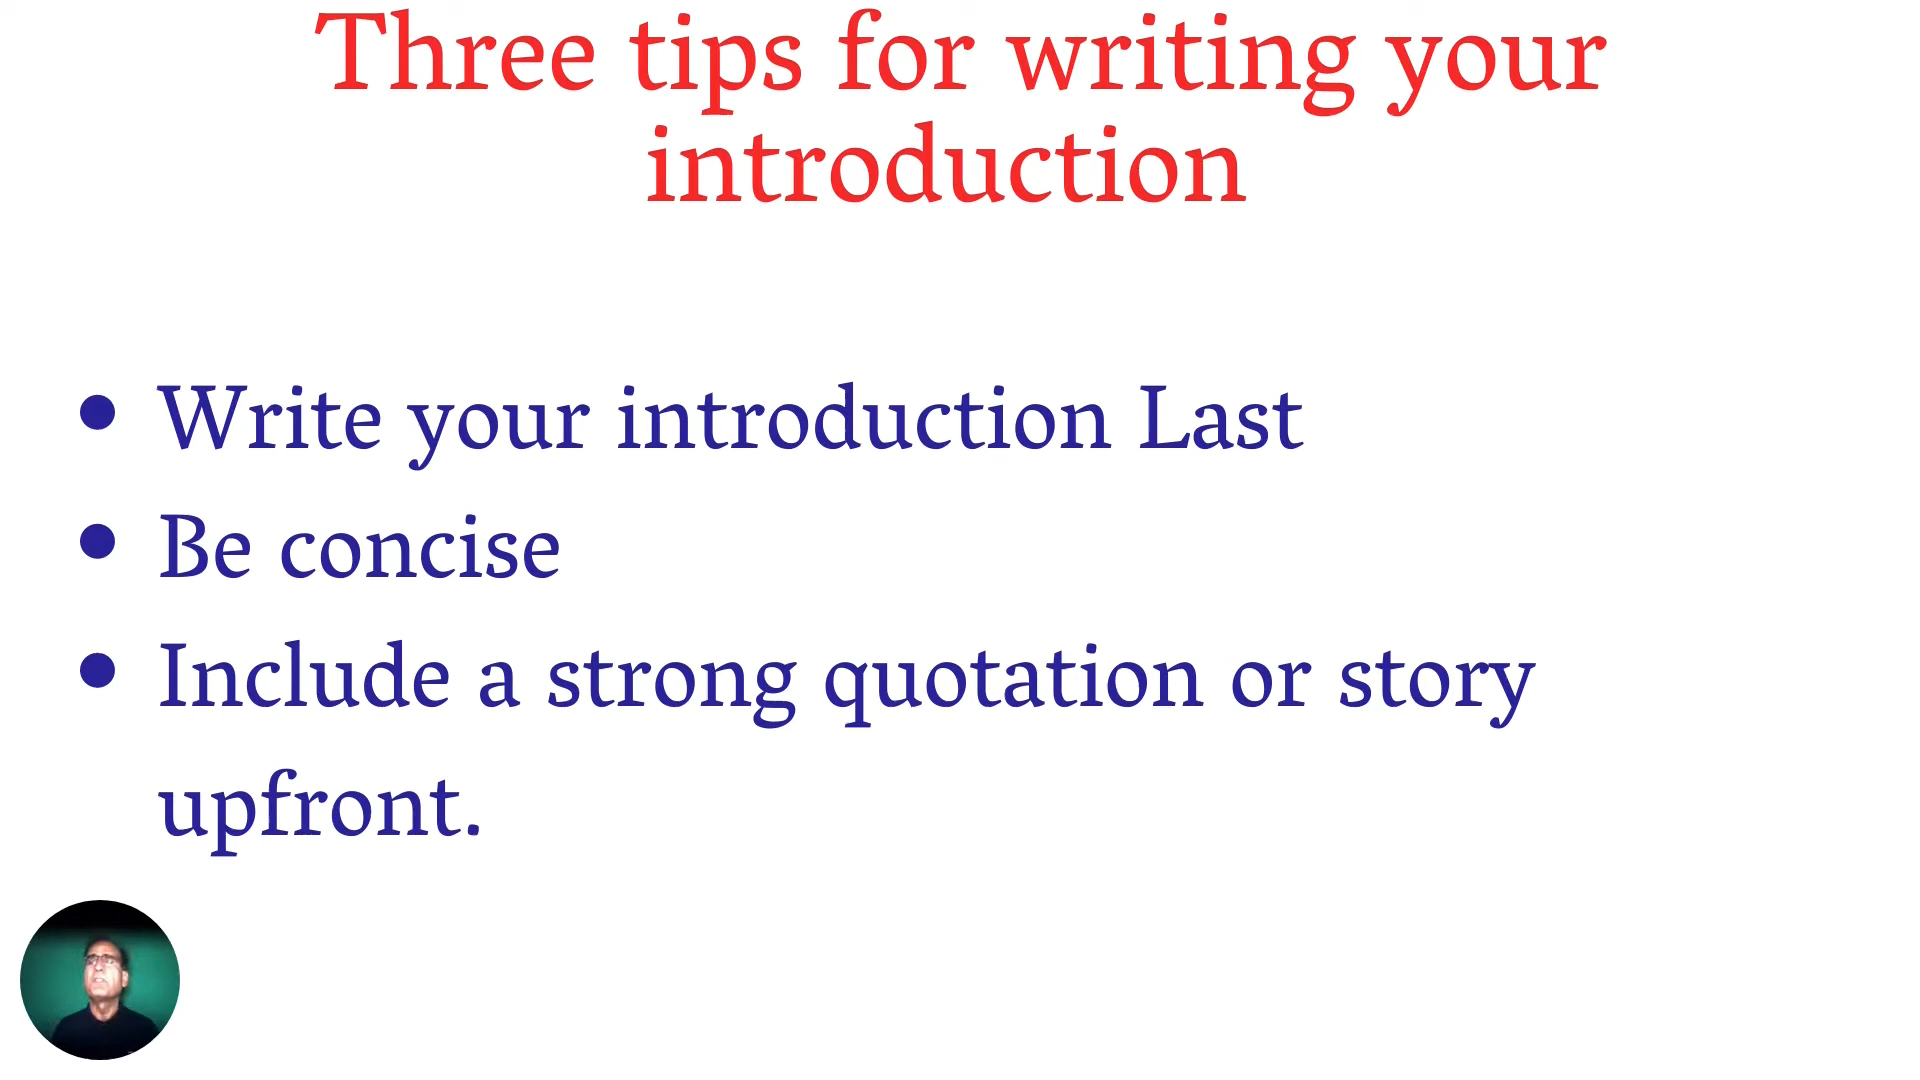 Three tips for writing your
introduction
• Write your introduction Last
• Be concise
• Include a strong quotation or story
upfront.